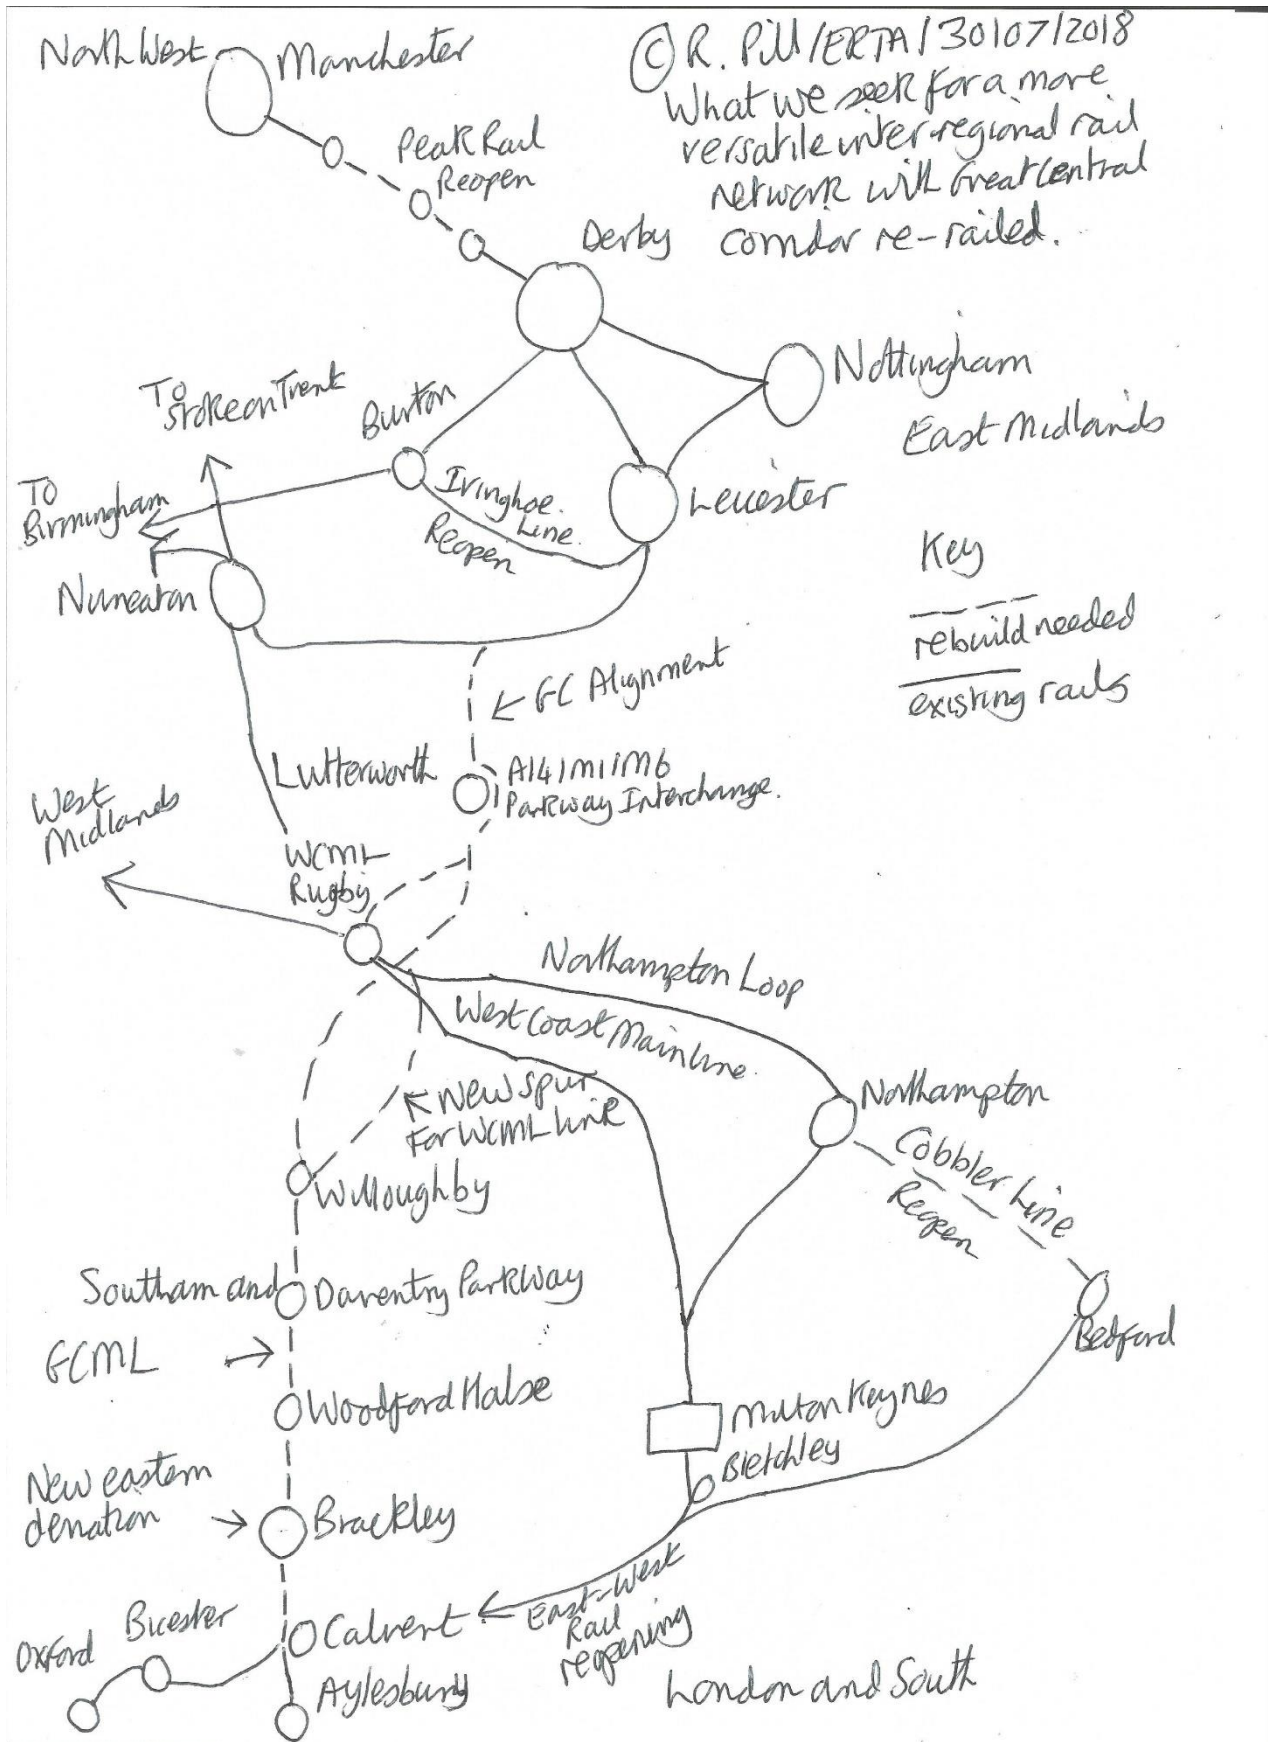 North West
Manchester
© R. Pill/ERTA/30/07/2018
What we seek for a more
versatile inter-regional rail
network with Great Central
corridor re-railed.
Peak Rail
Reopen
Derby
Nottingham
East Midlands
To
Stoke on Trent
Burton
To
Birmingham
Ivinghoe
Line.
Reopen
Leicester
Nuneaton
Key
rebuild needed
existing rails
GC Alignment
Lutterworth
A14/M1/M6
Parkway Interchange.
West
Midlands
WCML
Rugby
Northampton Loop
West Coast Mainline.
New spur
For WCML link
Northampton
Cobbler Line
Reopen
Willoughby
Southam and
Daventry Parkway
GCML
Bedford
Woodford Halse
Milton Keynes
Bletchley
New eastern
deviation
Brackley
East-West
Rail
reopening
Calvert
Bicester
Oxford
Aylesbury
London and South